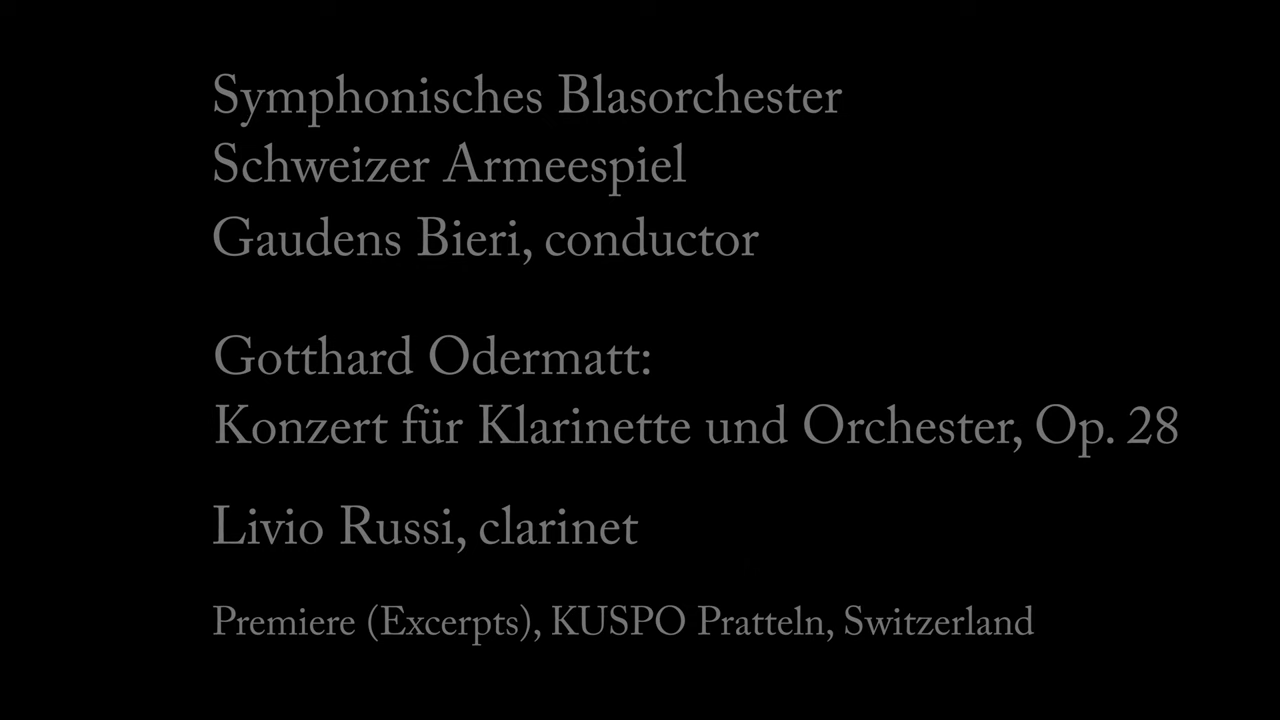 Symphonisches Blasorchester
Schweizer Armeespiel
Gaudens Bieri, conductor
Gotthard Odermatt:
Konzert für Klarinette und Orchester, Op. 28
Livio Russi, clarinet
Premiere (Excerpts), KUSPO Pratteln, Switzerland